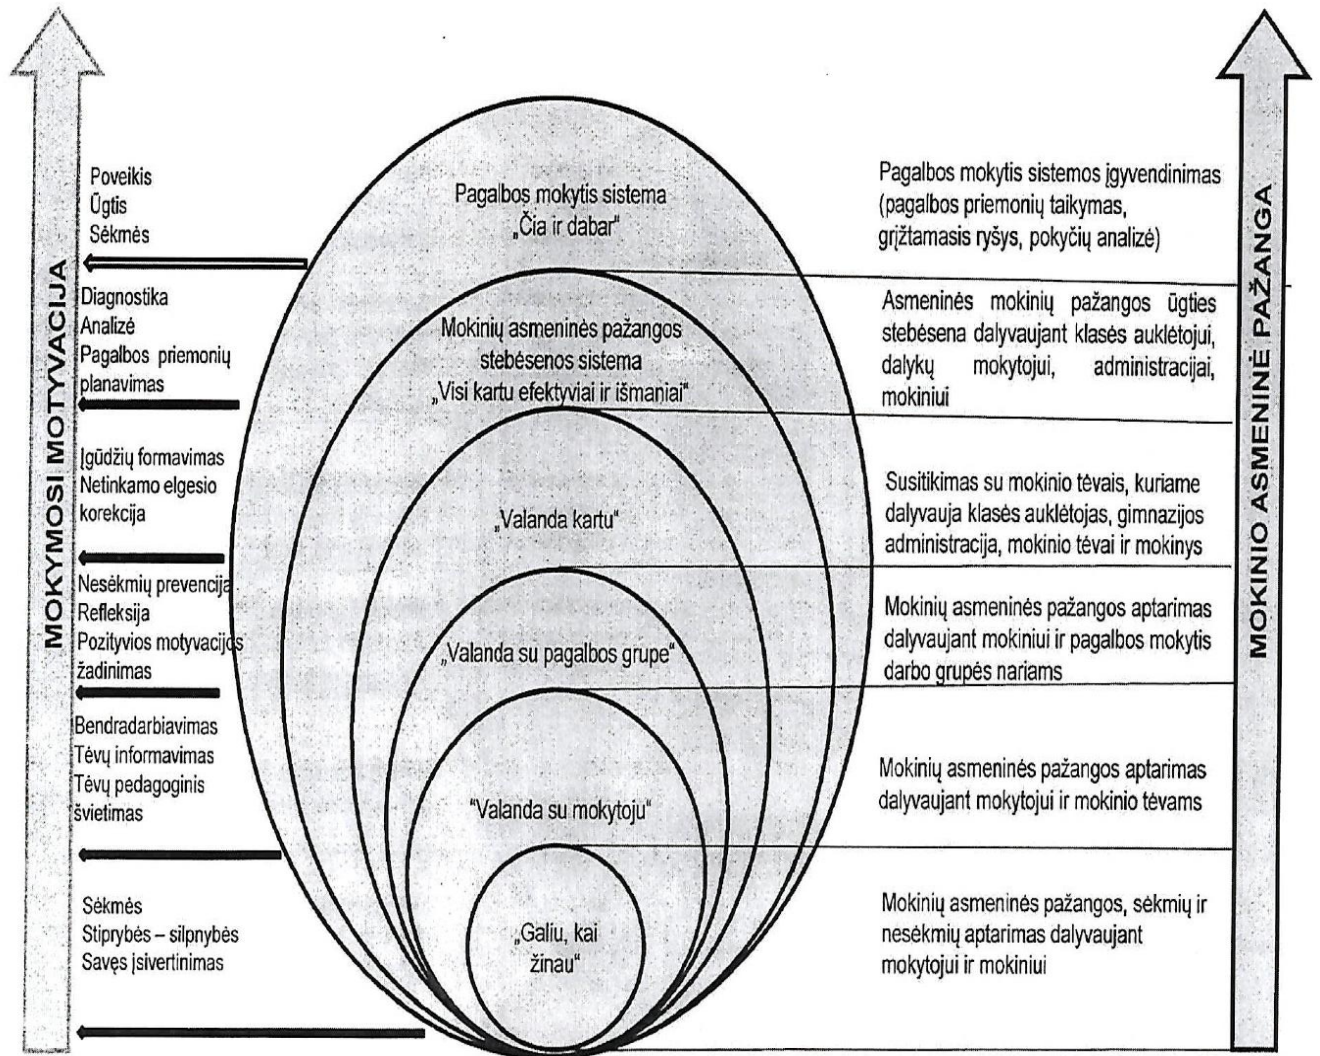 MOKYMOSI MOTYVACIJA
Poveikis
Ūgtis
Sėkmės
Diagnostika
Analizė
Pagalbos priemonių
planavimas
Įgūdžių formavimas
Netinkamo elgesio
korekcija
Nesėkmių prevencija
Refleksija
Pozityvios motyvacijos
žadinimas
Bendradarbiavimas
Tėvų informavimas
Tėvų pedagoginis
švietimas
Sėkmės
Stiprybės – silpnybės
Savęs įsivertinimas
Pagalbos mokytis sistema
„Čia ir dabar“
Mokinių asmeninės pažangos
stebėsenos sistema
„Visi kartu efektyviai ir išmaniai“
„Valanda kartu“
„Valanda su pagalbos grupe“
“Valanda su mokytoju“
„Galiu, kai
žinau“
Pagalbos mokytis sistemos įgyvendinimas
(pagalbos priemonių taikymas,
grįžtamasis ryšys, pokyčių analizė)
Asmeninės mokinių pažangos ūgties
stebėsena dalyvaujant klasės auklėtojui,
dalykų mokytojui, administracijai,
mokiniui
Susitikimas su mokinio tėvais, kuriame
dalyvauja klasės auklėtojas, gimnazijos
administracija, mokinio tėvai ir mokinys
Mokinių asmeninės pažangos aptarimas
dalyvaujant mokiniui ir pagalbos mokytis
darbo grupės nariams
Mokinių asmeninės pažangos aptarimas
dalyvaujant mokytojui ir mokinio tėvams
Mokinių asmeninės pažangos, sėkmių ir
nesėkmių aptarimas dalyvaujant
mokytojui ir mokiniui
MOKINIO ASMENINĖ PAŽANGA